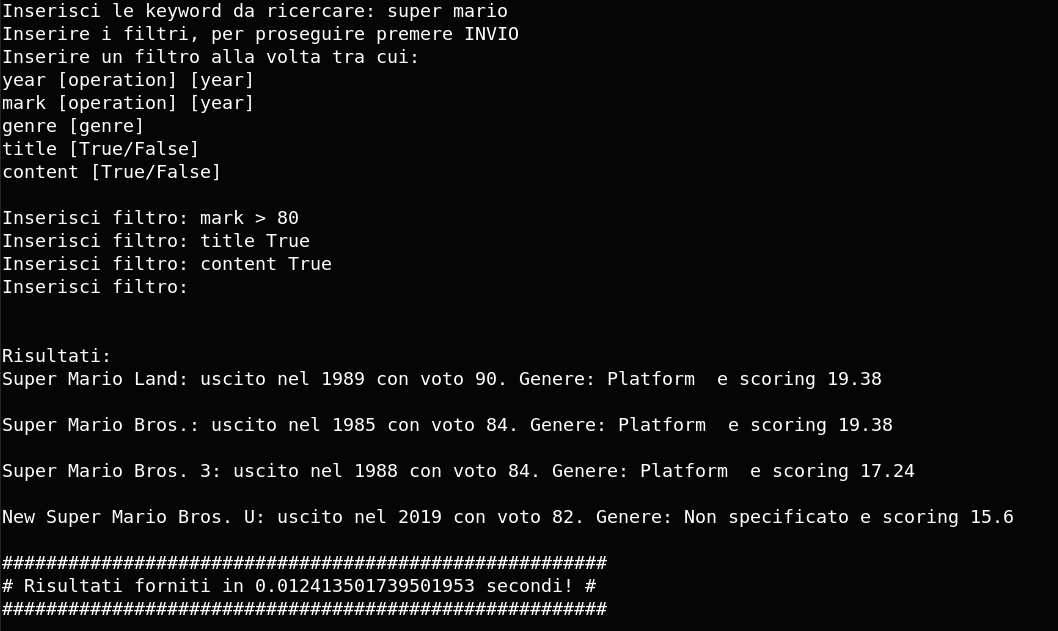 Inserisci le keyword da ricercare: super mario
Inserire i filtri, per proseguire premere INVIO
Inserire un filtro alla volta tra cui:
year [operation] [year]
mark [operation] [year]
genre [genre]
title [True/False]
content [True/False]
Inserisci filtro: mark > 80
Inserisci filtro: title True
Inserisci filtro: content True
Inserisci filtro:
Risultati:
Super Mario Land: uscito nel 1989 con voto 90. Genere: Platform  e scoring 19.38
Super Mario Bros.: uscito nel 1985 con voto 84. Genere: Platform  e scoring 19.38
Super Mario Bros. 3: uscito nel 1988 con voto 84. Genere: Platform  e scoring 17.24
New Super Mario Bros. U: uscito nel 2019 con voto 82. Genere: Non specificato e scoring 15.6
#######################################################
# Risultati forniti in 0.012413501739501953 secondi! #
#######################################################